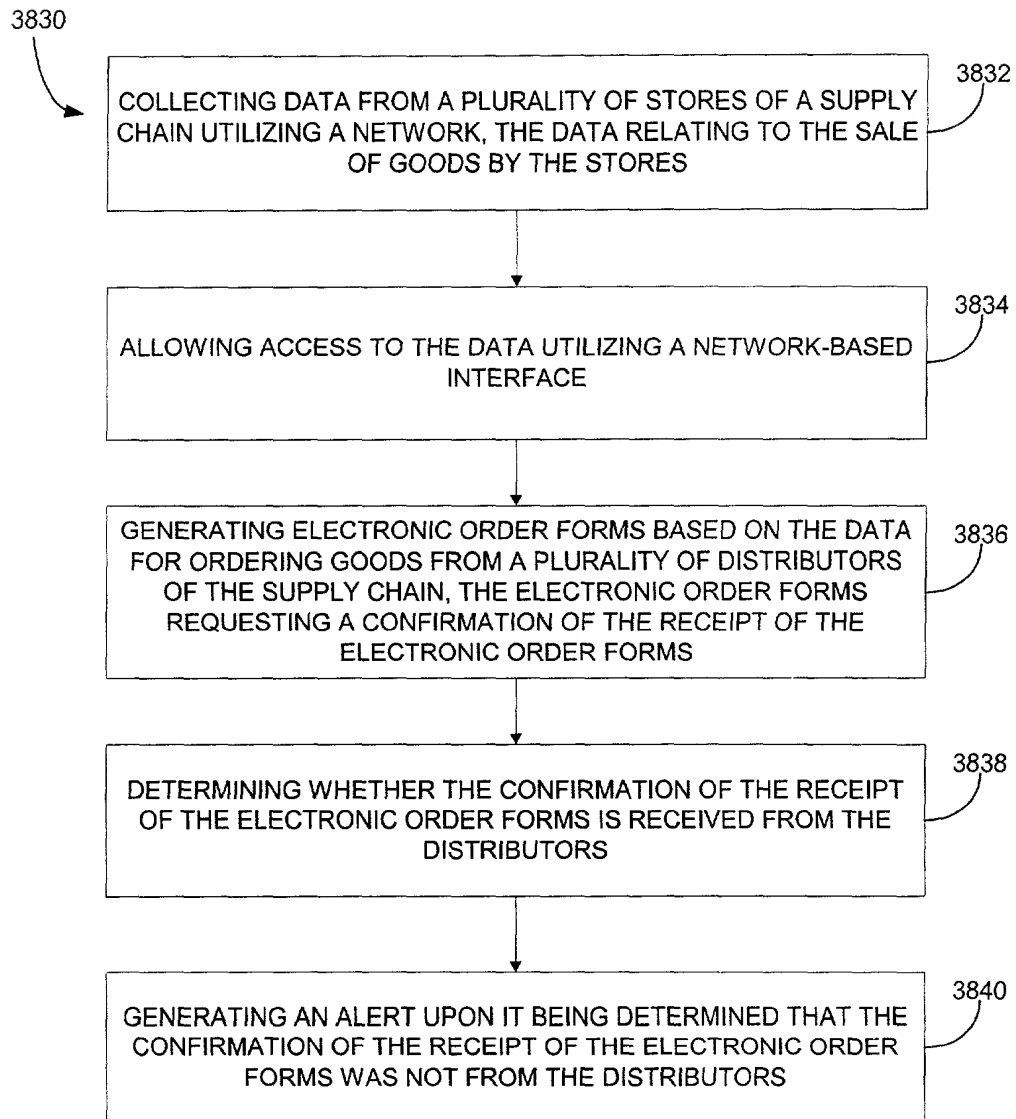 3830
3832
COLLECTING DATA FROM A PLURALITY OF STORES OF A SUPPLY
CHAIN UTILIZING A NETWORK, THE DATA RELATING TO THE SALE
OF GOODS BY THE STORES
3834
ALLOWING ACCESS TO THE DATA UTILIZING A NETWORK-BASED
INTERFACE
3836
GENERATING ELECTRONIC ORDER FORMS BASED ON THE DATA
FOR ORDERING GOODS FROM A PLURALITY OF DISTRIBUTORS
OF THE SUPPLY CHAIN, THE ELECTRONIC ORDER FORMS
REQUESTING A CONFIRMATION OF THE RECEIPT OF THE
ELECTRONIC ORDER FORMS
3838
DETERMINING WHETHER THE CONFIRMATION OF THE RECEIPT
OF THE ELECTRONIC ORDER FORMS IS RECEIVED FROM THE
DISTRIBUTORS
3840
GENERATING AN ALERT UPON IT BEING DETERMINED THAT THE
CONFIRMATION OF THE RECEIPT OF THE ELECTRONIC ORDER
FORMS WAS NOT FROM THE DISTRIBUTORS